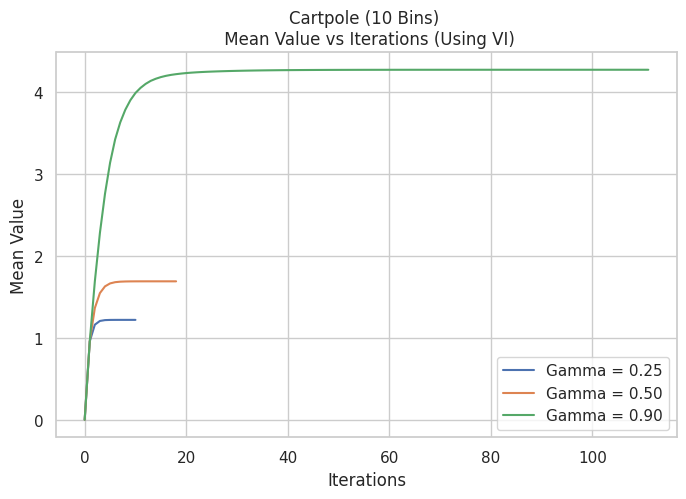 Cartpole (10 Bins)
Mean Value vs Iterations (Using VI)
Mean Value
4
3
2
1
0
0
20
40
60
80
100
Iterations
Gamma = 0.25
Gamma = 0.50
Gamma = 0.90